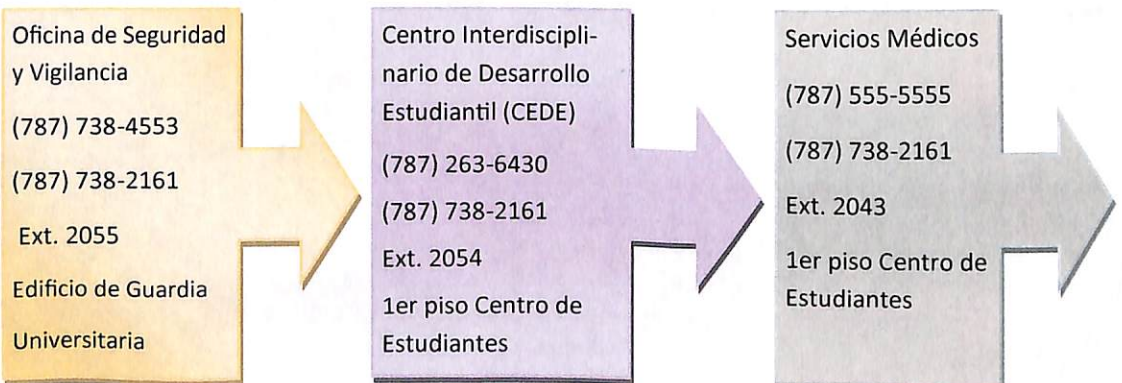 Oficina de Seguridad
y Vigilancia
(787) 738-4553
(787) 738-2161
Ext. 2055
Edificio de Guardia
Universitaria
Centro Interdiscipli-
nario de Desarrollo
Estudiantil (CEDE)
(787) 263-6430
(787) 738-2161
Ext. 2054
1er piso Centro de
Estudiantes
Servicios Médicos
(787) 555-5555
(787) 738-2161
Ext. 2043
1er piso Centro de
Estudiantes